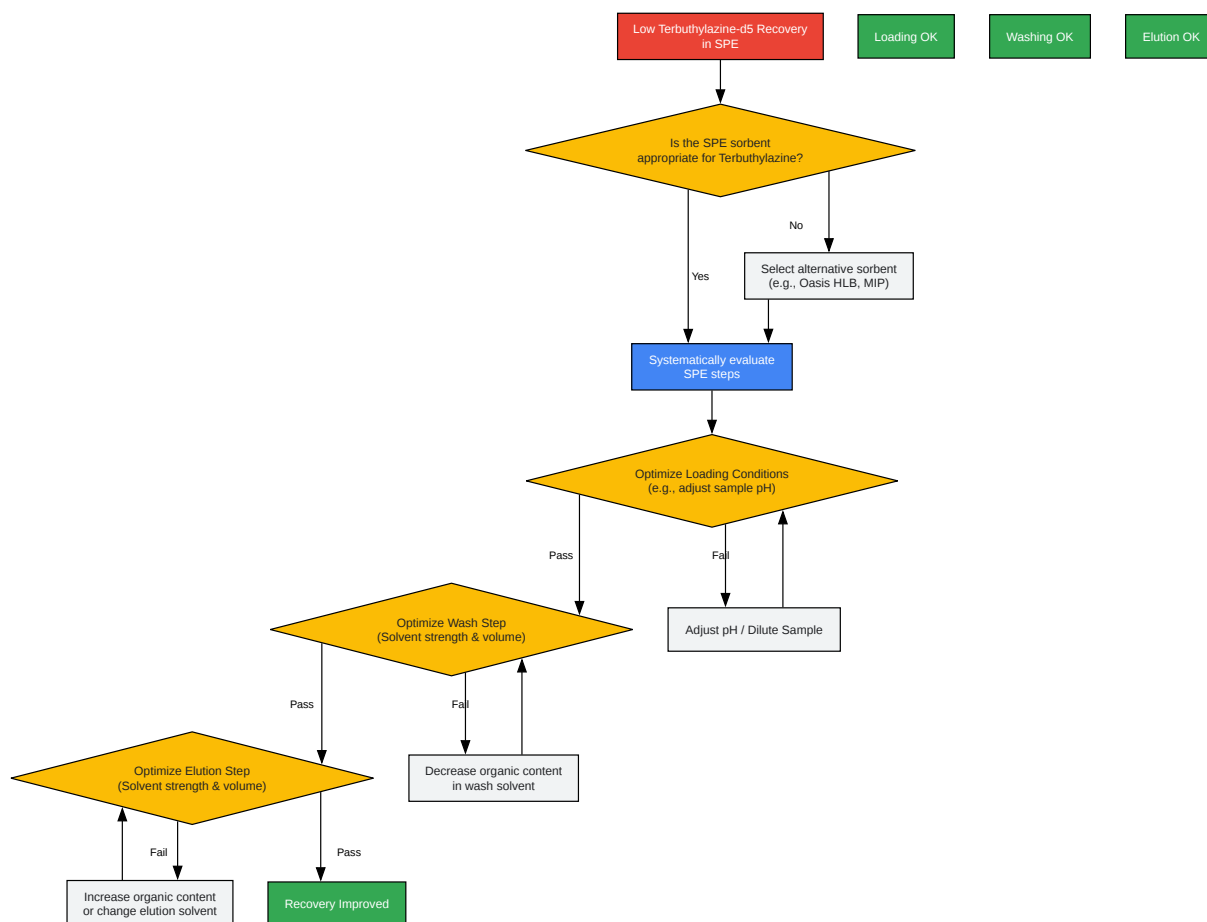 Low Terbuthylazine-d5 Recovery
in SPE
Loading OK
Washing OK
Elution OK
Is the SPE sorbent
appropriate for Terbuthylazine?
No
Yes
Select alternative sorbent
(e.g., Oasis HLB, MIP)
Systematically evaluate
SPE steps
Optimize Loading Conditions
(e.g., adjust sample pH)
Pass
Fail
Adjust pH / Dilute Sample
Optimize Wash Step
(Solvent strength & volume)
Pass
Fail
Decrease organic content
in wash solvent
Optimize Elution Step
(Solvent strength & volume)
Fail
Pass
Increase organic content
or change elution solvent
Recovery Improved